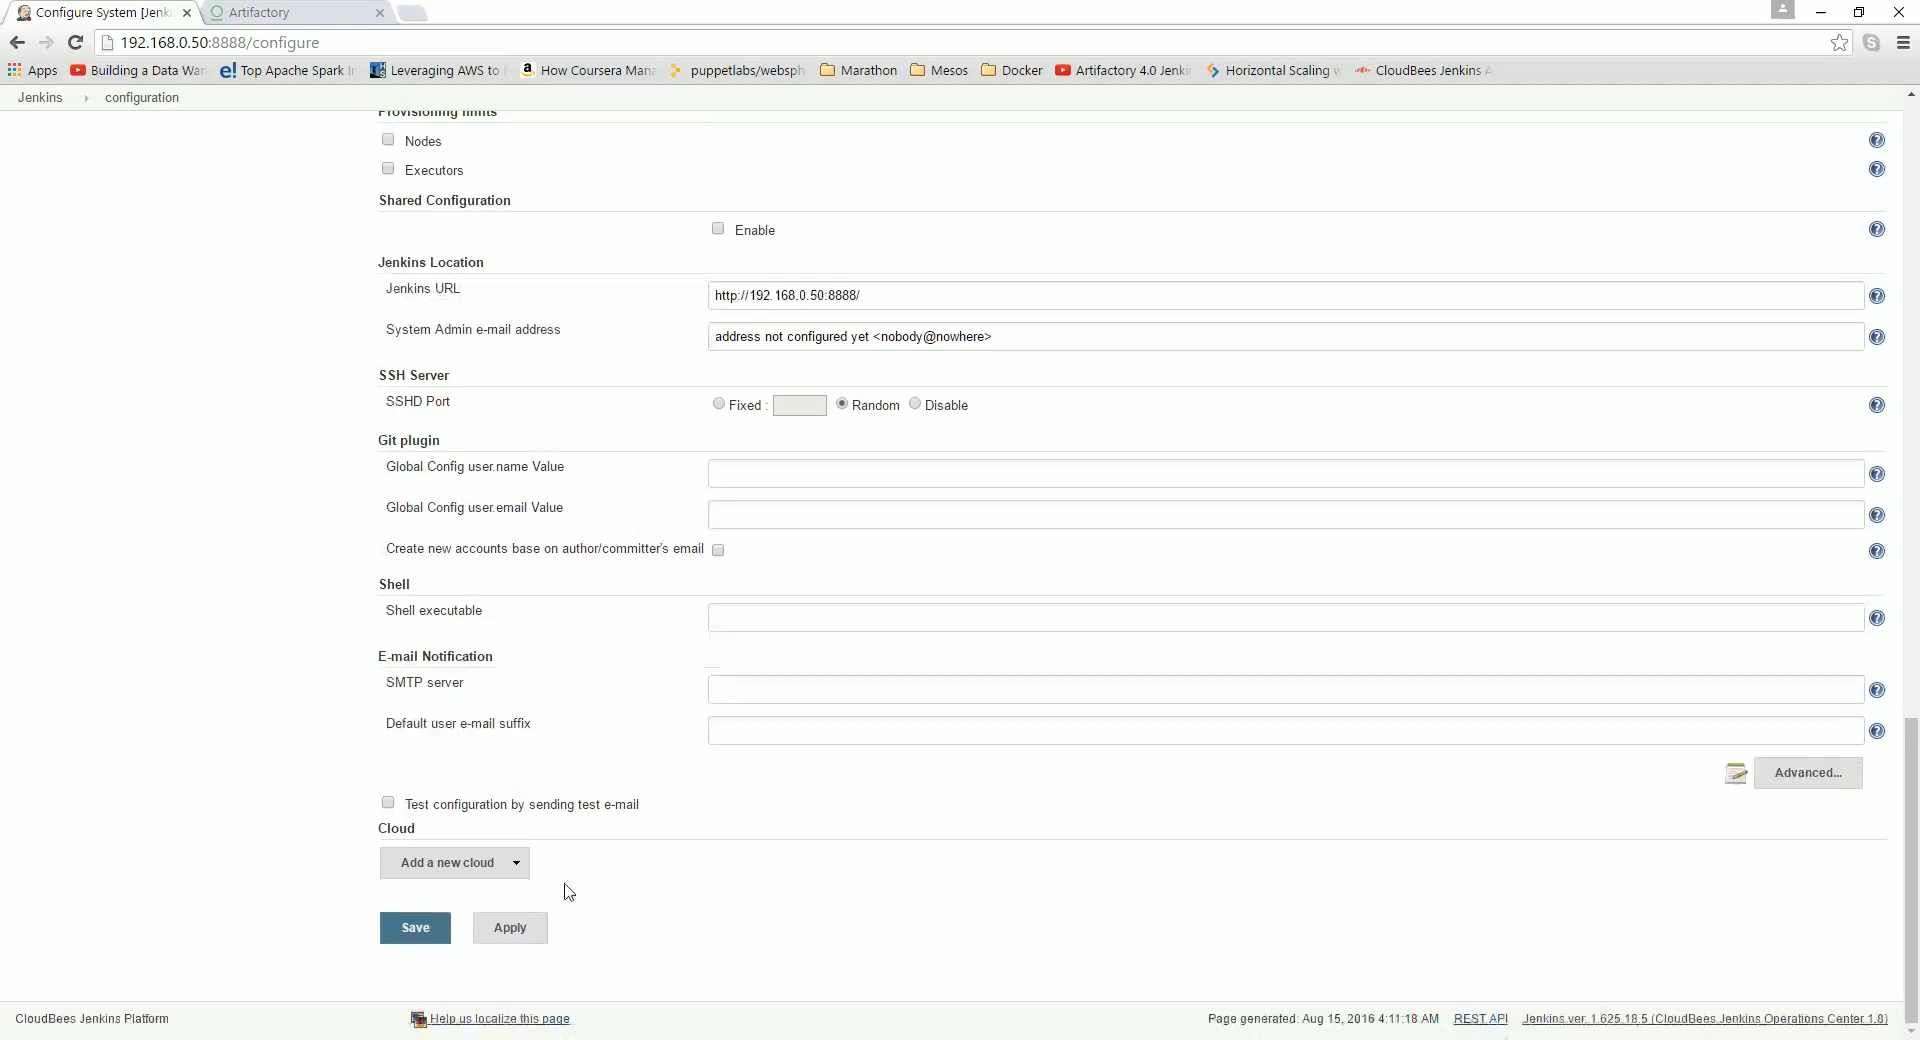 Configure System [Jenk
Artifactory
192.168.0.50:8888/configure
Apps
Building a Data War
Top Apache Spark I
Leveraging AWS to
How Coursera Mana
puppetlabs/websph
Marathon
Mesos
Docker
Artifactory 4.0 Jenki
Horizontal Scaling w
CloudBees Jenkins A
Jenkins
configuration
Provisioning limits
Nodes
Executors
Shared Configuration
Enable
Jenkins Location
Jenkins URL
http://192.168.0.50:8888/
System Admin e-mail address
address not configured yet <nobody@nowhere>
SSH Server
SSHD Port
Fixed :
Random
Disable
Git plugin
Global Config user.name Value
Global Config user.email Value
Create new accounts base on author/committer's email
Shell
Shell executable
E-mail Notification
SMTP server
Default user e-mail suffix
Advanced...
Test configuration by sending test e-mail
Cloud
Add a new cloud
Save
Apply
CloudBees Jenkins Platform
Help us localize this page
Page generated: Aug 15, 2016 4:11:18 AM
REST API
Jenkins ver. 1.625.18.5 (CloudBees Jenkins Operations Center 1.8)